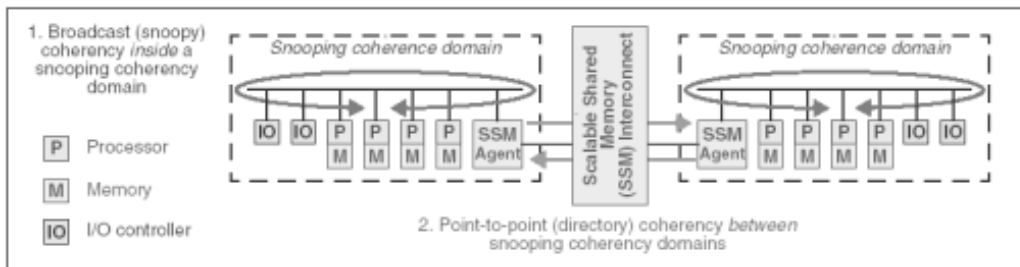 1. Broadcast (snoopy)
coherency inside a
snooping coherency
domain
P Processor
M Memory
IO I/O controller
Snooping coherence domain
IO IO P P P P SSM
M M M M Agent
Scalable Shared
Memory
(SSM) Interconnect
Snooping coherence domain
SSM P P P P IO IO
Agent M M M M
2. Point-to-point (directory) coherency between
snooping coherency domains